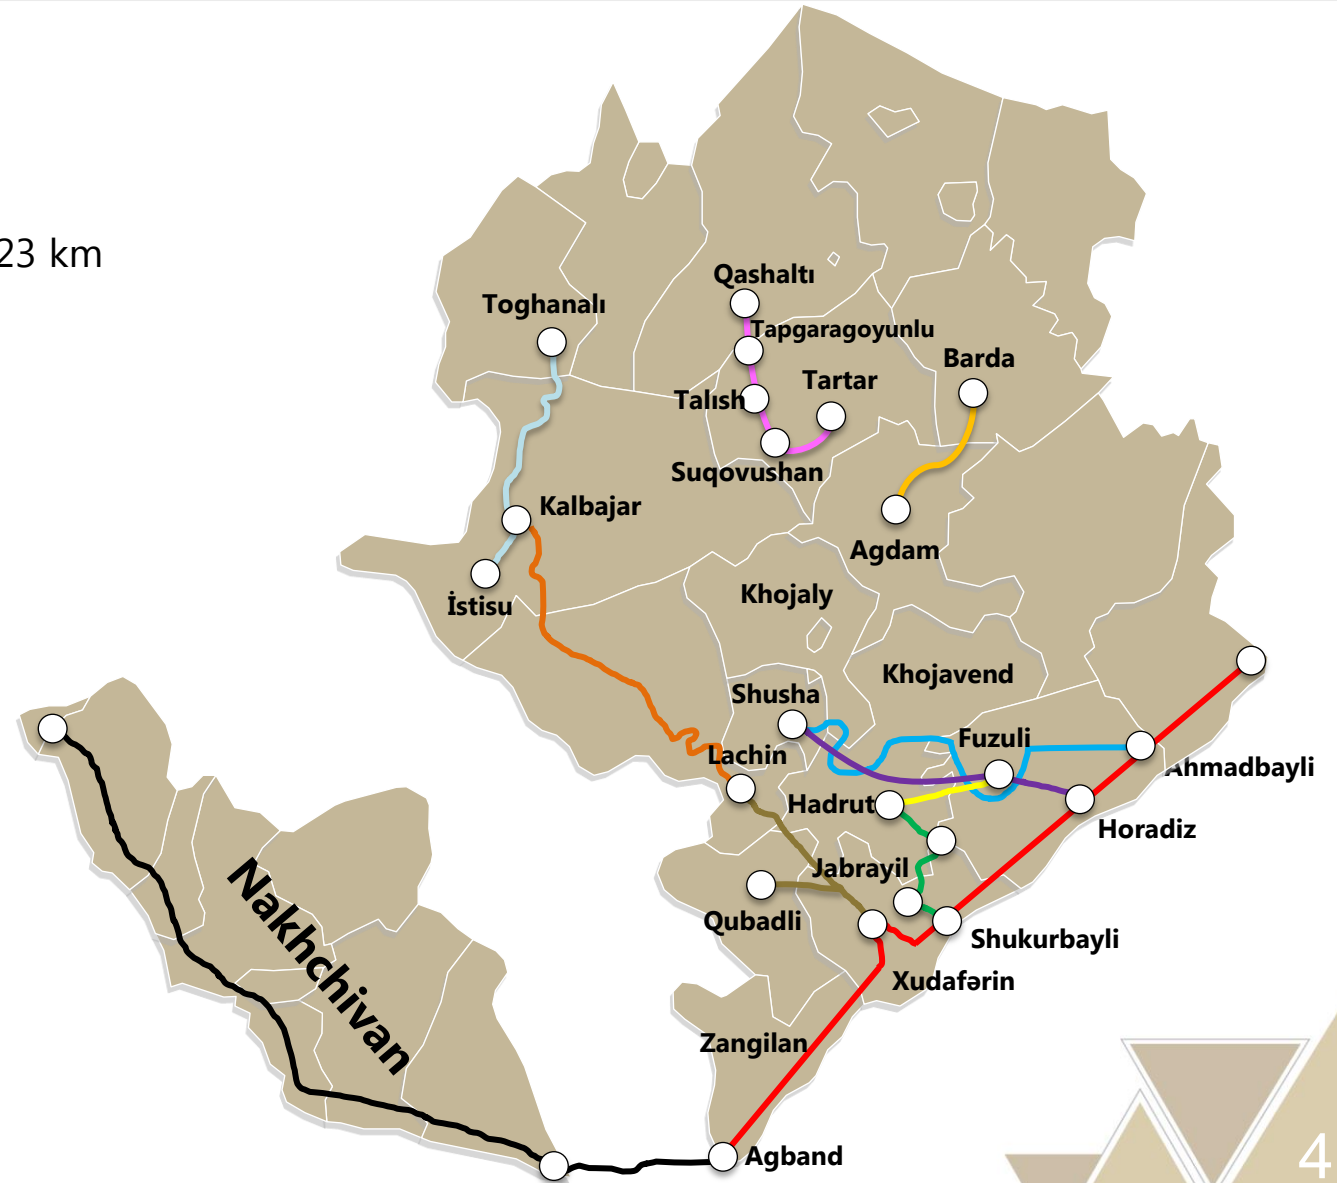 23 km
Qashaltı
Toghanalı
Tapgaragoyunlu
Barda
Tartar
Talısh
Suqovushan
Kalbajar
Agdam
Khojaly
İstisu
Khojavend
Shusha
Fuzuli
Lachin
Ahmadbayli
Hadrut
Horadiz
Jabrayil
Qubadli
Shukurbayli
Xudafərin
Nakhchivan
Zangilan
Agband
4